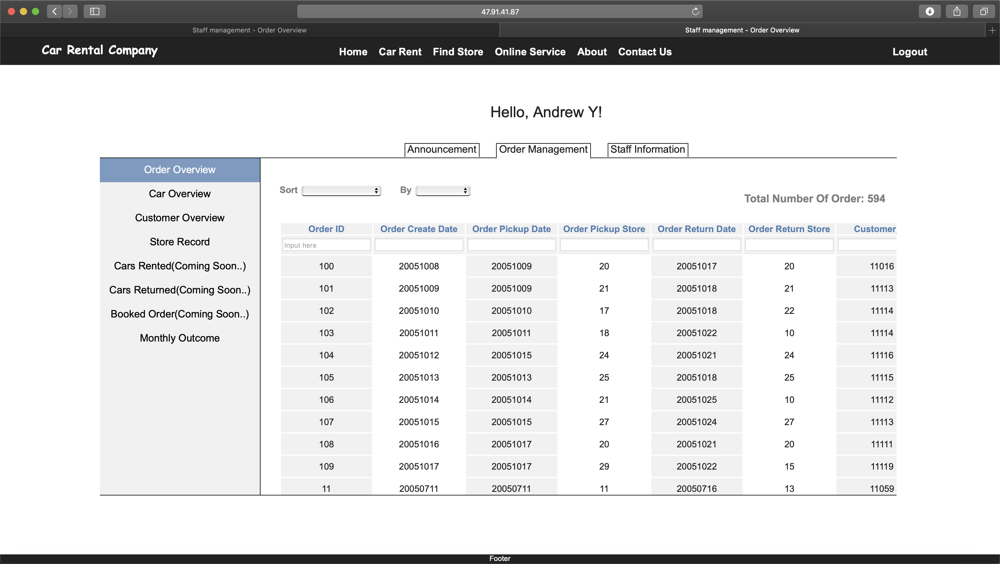 47.91.41.87
Staff management - Order Overview
Staff management - Order Overview
Car Rental Company
Home Car Rent Find Store Online Service About Contact Us
Logout
Hello, Andrew Y!
Announcement Order Management Staff Information
Order Overview
Car Overview
Customer Overview
Store Record
Cars Rented(Coming Soon..)
Cars Returned(Coming Soon..)
Booked Order(Coming Soon..)
Monthly Outcome
Sort By
Total Number Of Order: 594
Order ID Order Create Date Order Pickup Date Order Pickup Store Order Return Date Order Return Store Customer_
Input here
100 20051008 20051009 20 20051017 20 11016
101 20051009 20051009 21 20051018 21 11113
102 20051010 20051010 17 20051018 22 11114
103 20051011 20051011 18 20051022 10 11114
104 20051012 20051015 24 20051021 24 11116
105 20051013 20051013 25 20051018 25 11115
106 20051014 20051014 21 20051025 10 11112
107 20051015 20051015 27 20051024 27 11113
108 20051016 20051017 20 20051021 20 11111
109 20051017 20051017 29 20051022 15 11119
11 20050711 20050711 11 20050716 13 11059
Footer